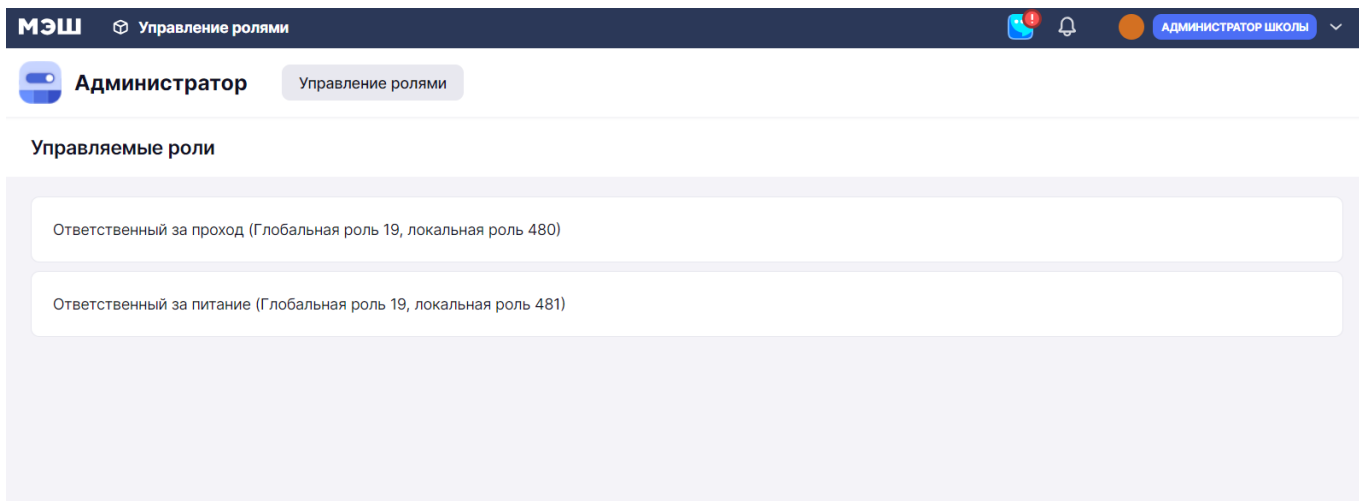 МЭШ Управление ролями ! АДМИНИСТРАТОР ШКОЛЫ
Администратор Управление ролями
Управляемые роли
Ответственный за проход (Глобальная роль 19, локальная роль 480)
Ответственный за питание (Глобальная роль 19, локальная роль 481)